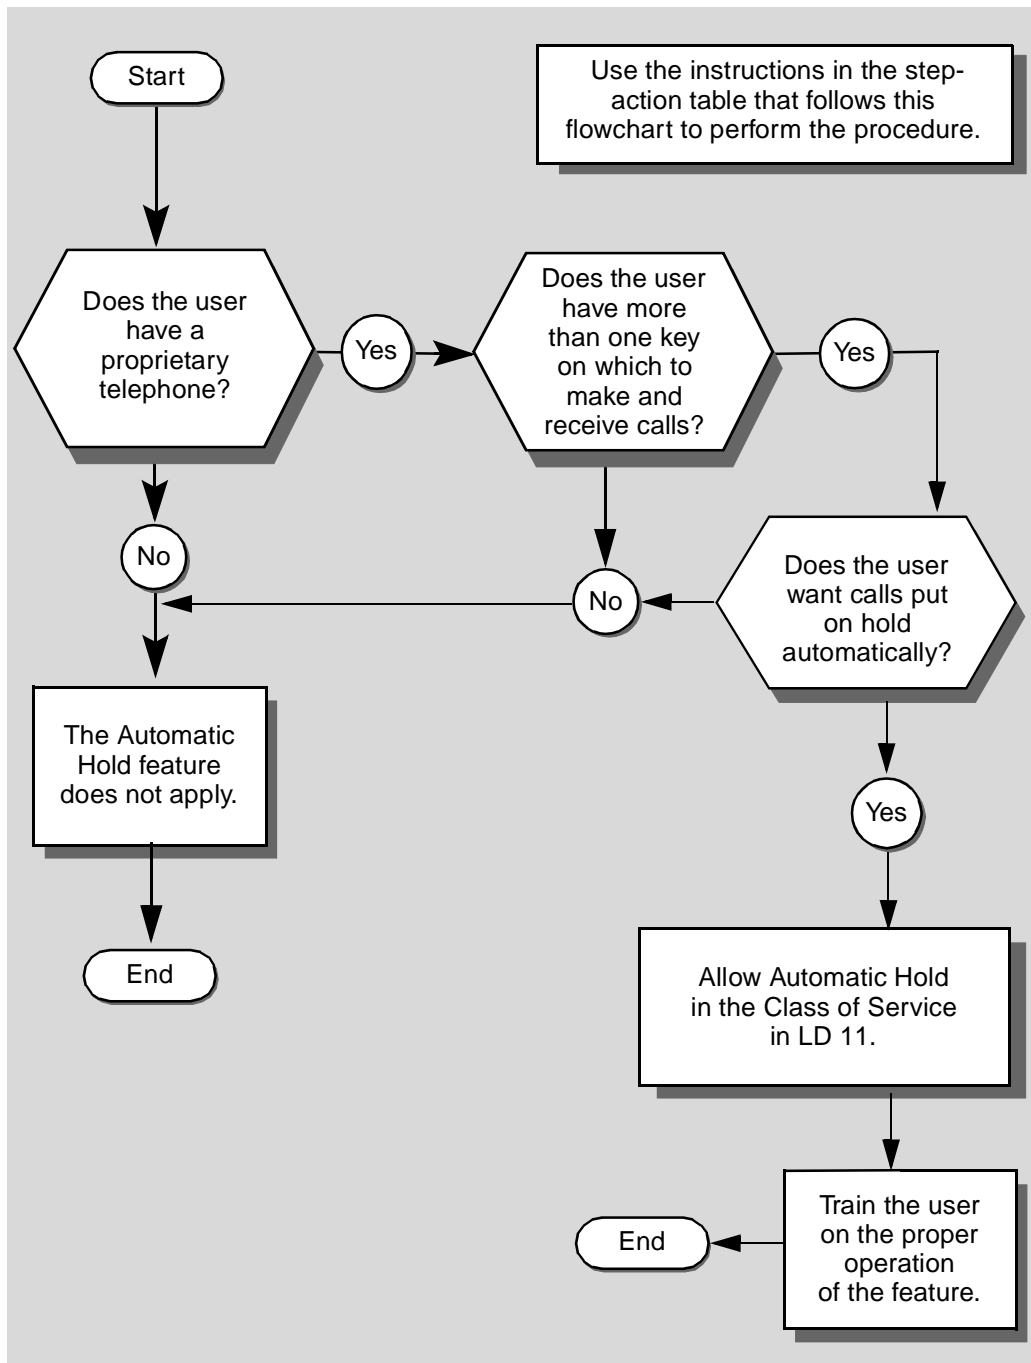 Start
Use the instructions in the step-
action table that follows this
flowchart to perform the procedure.
Does the user
have a
proprietary
telephone?
Yes
Does the user
have more
than one key
on which to
make and
receive calls?
Yes
No
No
Does the user
want calls put
on hold
automatically?
The Automatic
Hold feature
does not apply.
Yes
End
Allow Automatic Hold
in the Class of Service
in LD 11.
Train the user
on the proper
operation
of the feature.
End